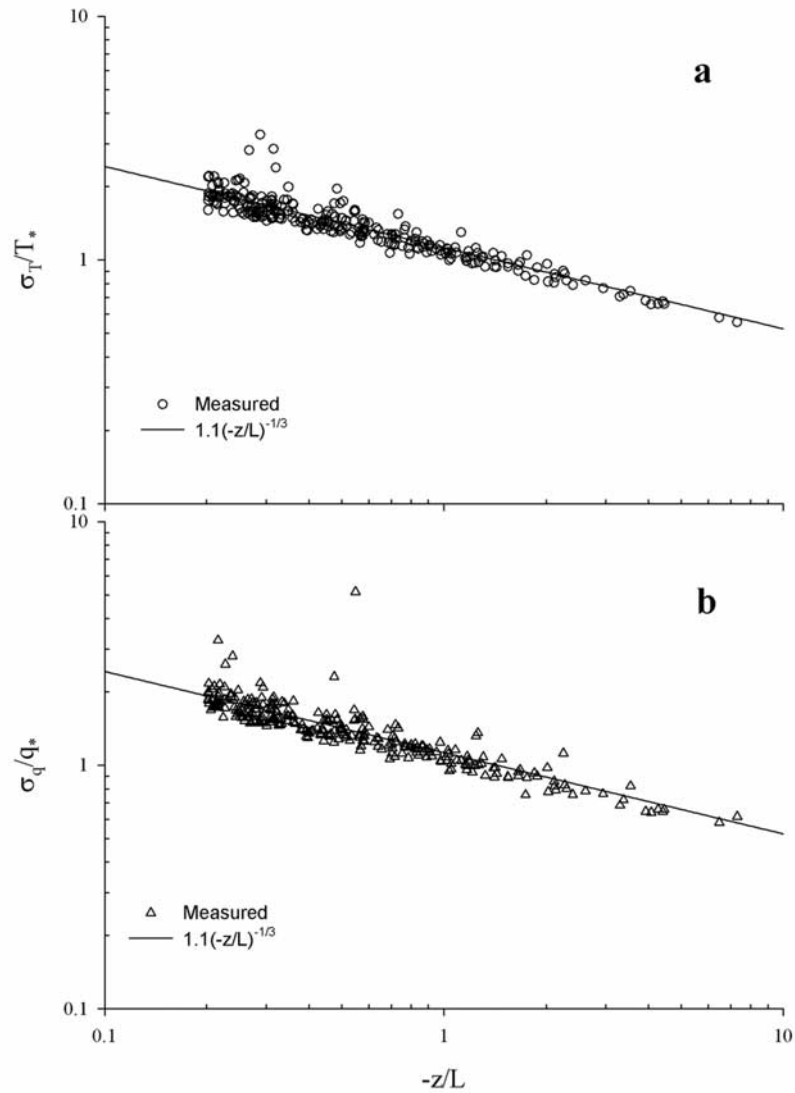 10
a
σT/T*
1
Measured
1.1(-z/L)-1/3
0.1
10
b
σq/q*
1
Measured
1.1(-z/L)-1/3
0.1
0.1 1 10
-z/L